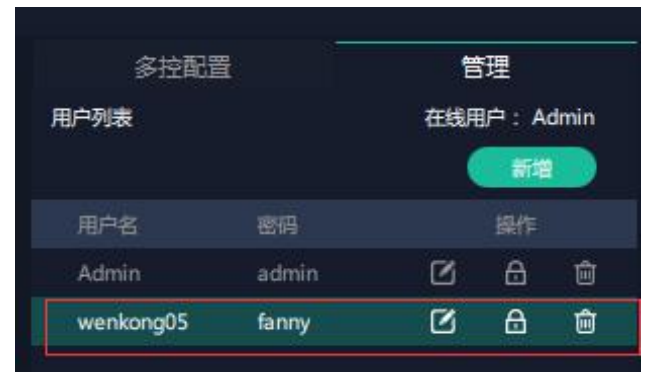 多控配置 管理
用户列表 在线用户： Admin
新增
用户名 密码 操作
Admin admin
wenkong05 fanny